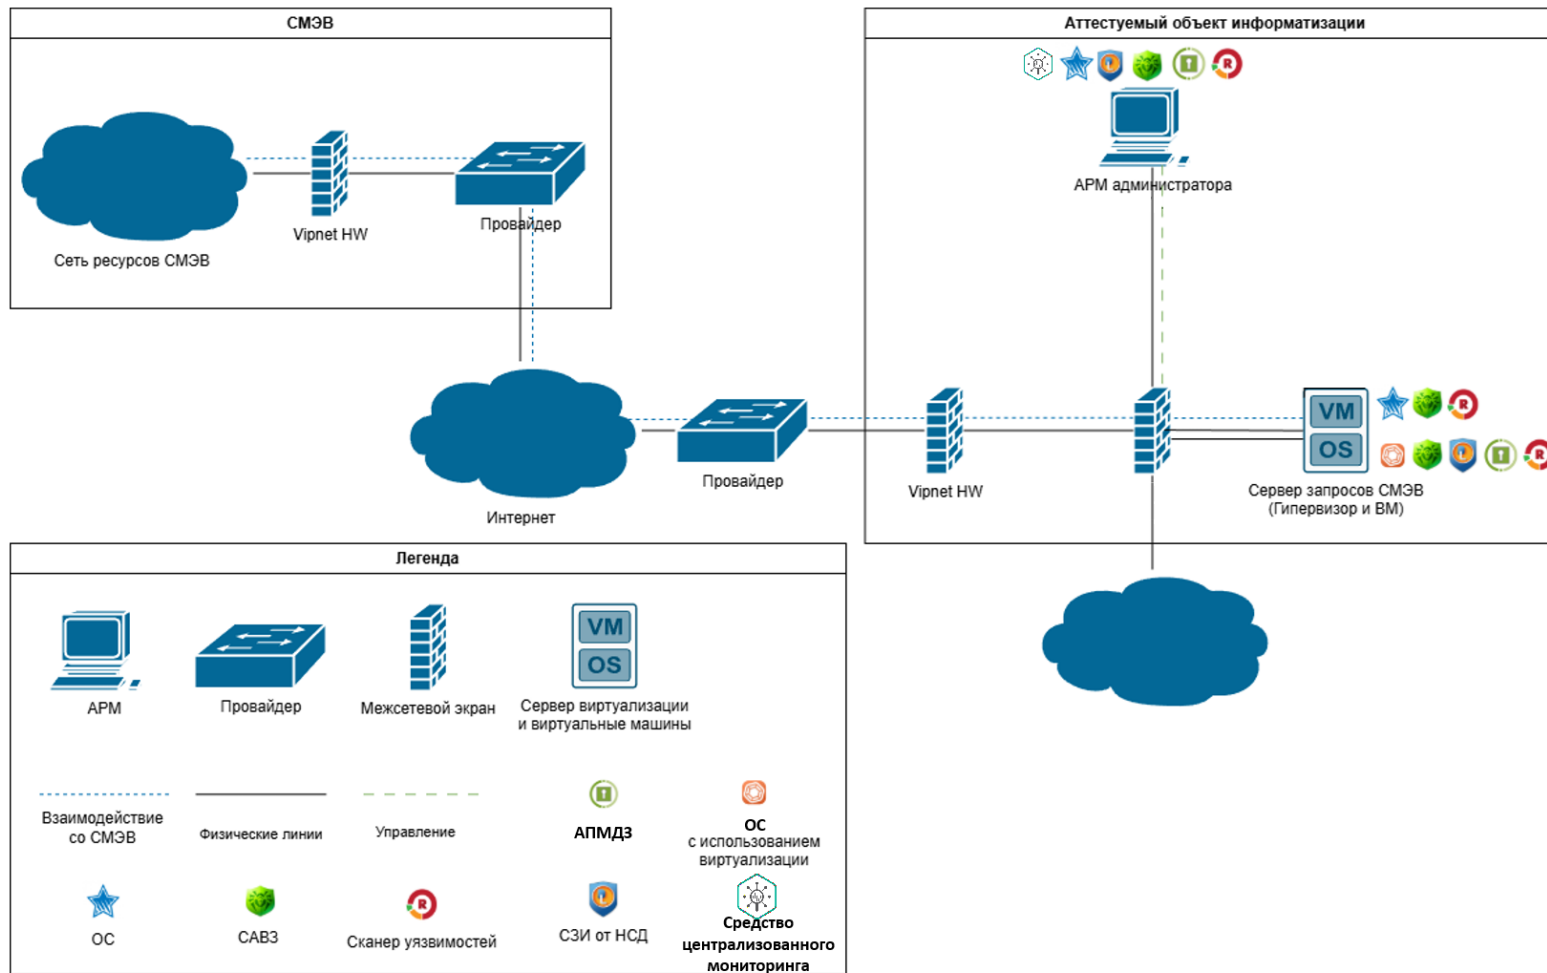 СМЭВ
Сеть ресурсов СМЭВ
Vipnet HW
Провайдер
Аттестуемый объект информатизации
R
АРМ администратора
Интернет
Провайдер
Vipnet HW
VM
OS
R
R
Сервер запросов СМЭВ
(Гипервизор и ВМ)
Легенда
VM
OS
АРМ
Провайдер
Межсетевой экран
Сервер виртуализации
и виртуальные машины
Взаимодействие
со СМЭВ
Физические линии
Управление
АПМДЗ
ОС
с использованием
виртуализации
ОС
САВЗ
R
Сканер уязвимостей
СЗИ от НСД
Средство
централизованного
мониторинга